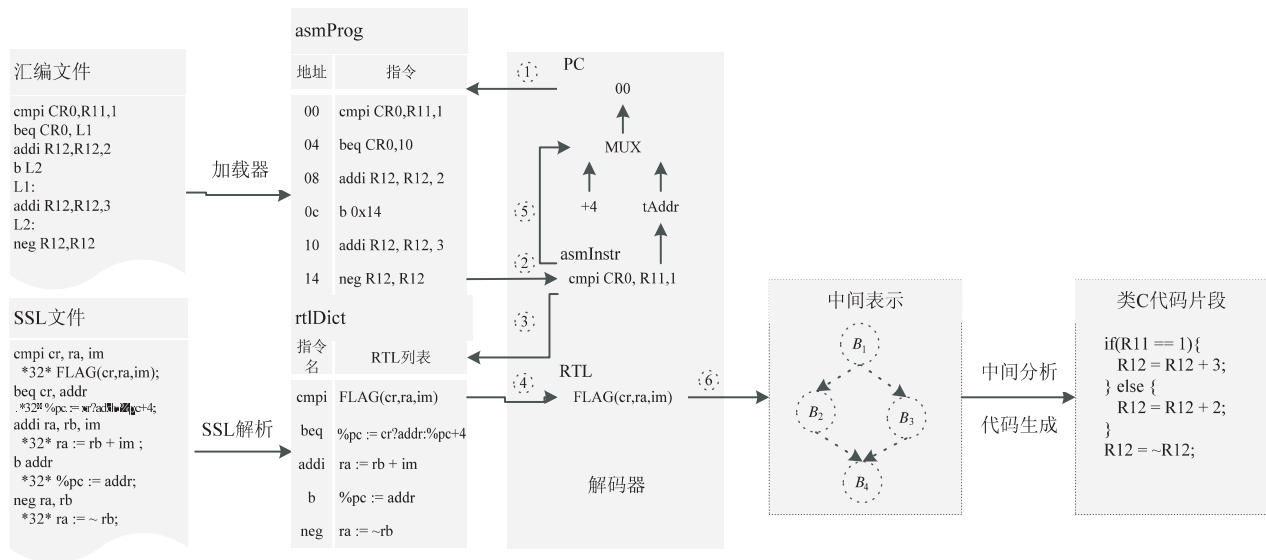 汇编文件
cmpi CR0,R11,1
beq CR0, L1
addi R12,R12,2
b L2
L1:
addi R12,R12,3
L2:
neg R12,R12
SSL文件
cmpi cr, ra, im
*32* FLAG(cr,ra,im);
beq cr, addr
*32* %pc := cr?
pc+4;
addi ra, rb, im
*32* ra := rb + im ;
b addr
*32* %pc := addr;
neg ra, rb
*32* ra := ~ rb;
加载器
SSL解析
asmProg
地址 指令
00 cmpi CR0,R11,1
04 beq CR0,10
08 addi R12, R12, 2
0c b 0x14
10 addi R12, R12, 3
14 neg R12, R12
rtlDict
指令名 RTL列表
cmpi FLAG(cr,ra,im)
beq %pc := cr?addr:%pc+4
addi ra := rb + im
b %pc := addr
neg ra := ~rb
1
2
3
4
5
6
PC
00
MUX
+4 tAddr
asmInstr
cmpi CR0, R11,1
RTL
FLAG(cr,ra,im)
解码器
中间表示
B1
B2
B3
B4
中间分析
代码生成
类C代码片段
if(R11 == 1){
R12 = R12 + 3;
} else {
R12 = R12 + 2;
}
R12 = ~R12;